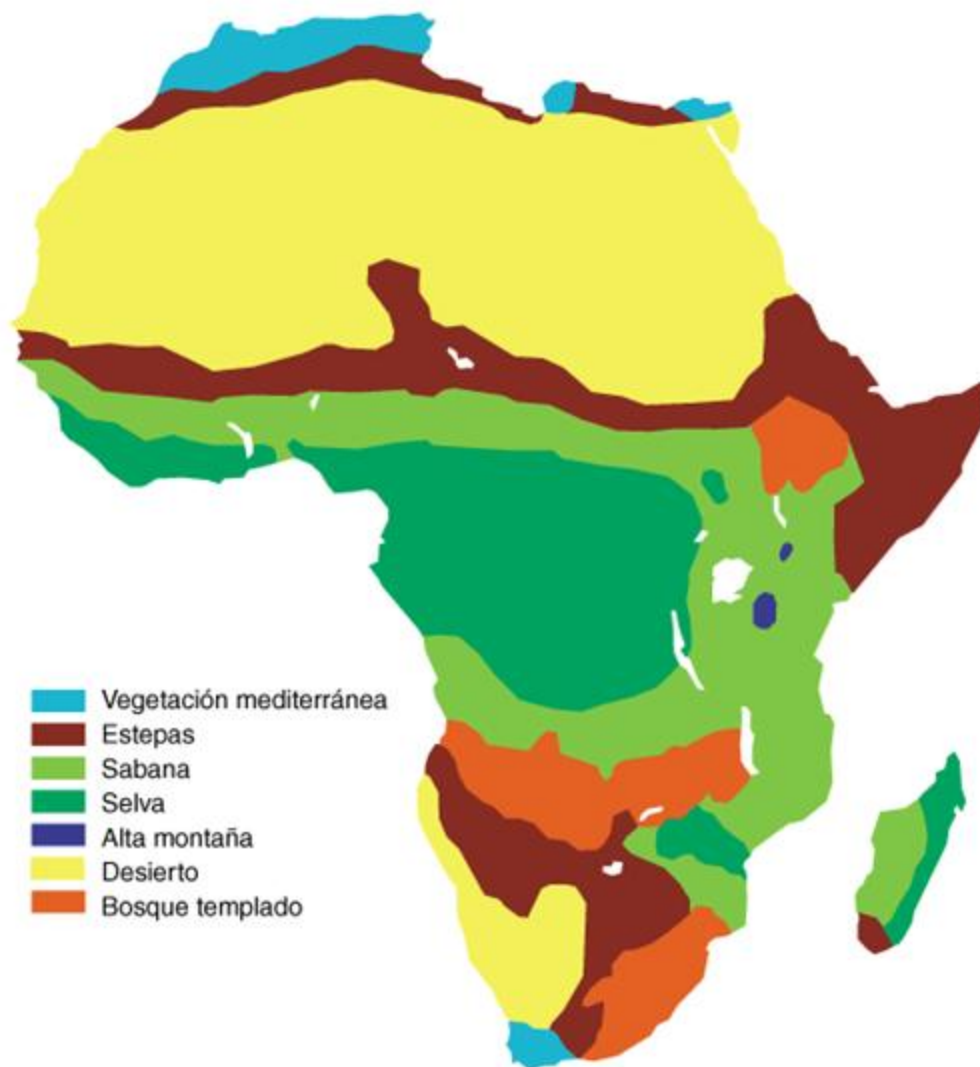 Vegetación mediterránea
Estepas
Sabana
Selva
Alta montaña
Desierto
Bosque templado